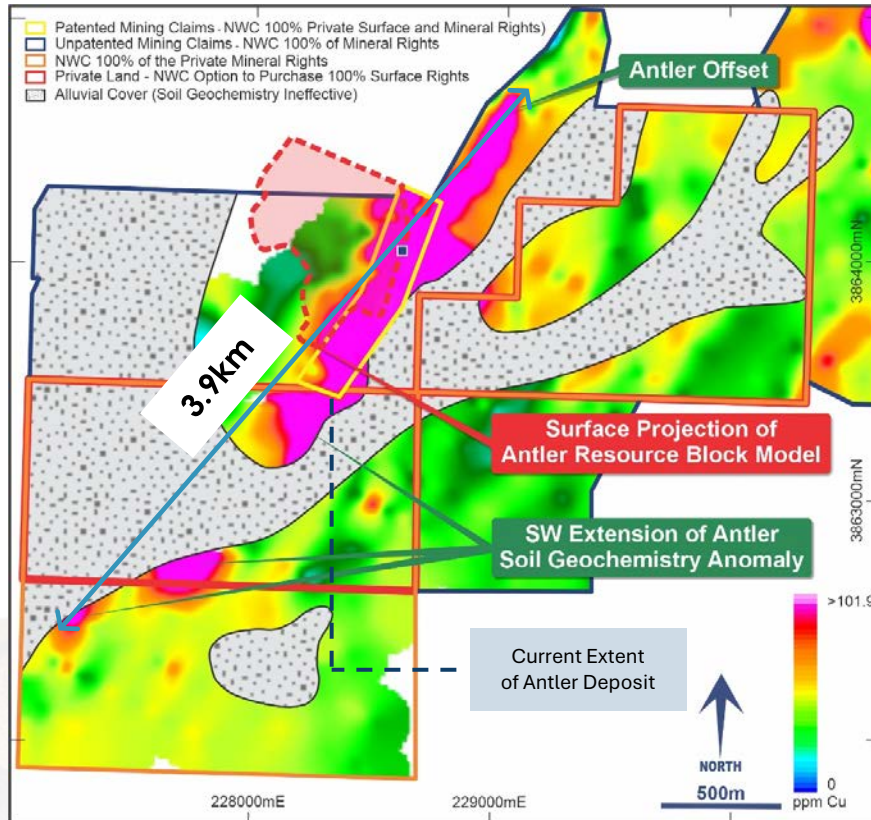 Patented Mining Claims - NWC 100% Private Surface and Mineral Rights)
Unpatented Mining Claims - NWC 100% of Mineral Rights
NWC 100% of the Private Mineral Rights
Private Land - NWC Option to Purchase 100% Surface Rights
Alluvial Cover (Soil Geochemistry Ineffective)
Antler Offset
3864000mN
3.9km
Surface Projection of
Antler Resource Block Model
3863000mN
SW Extension of Antler
Soil Geochemistry Anomaly
>101.9
Current Extent
of Antler Deposit
NORTH
500m
0
ppm Cu
228000mE
229000mE